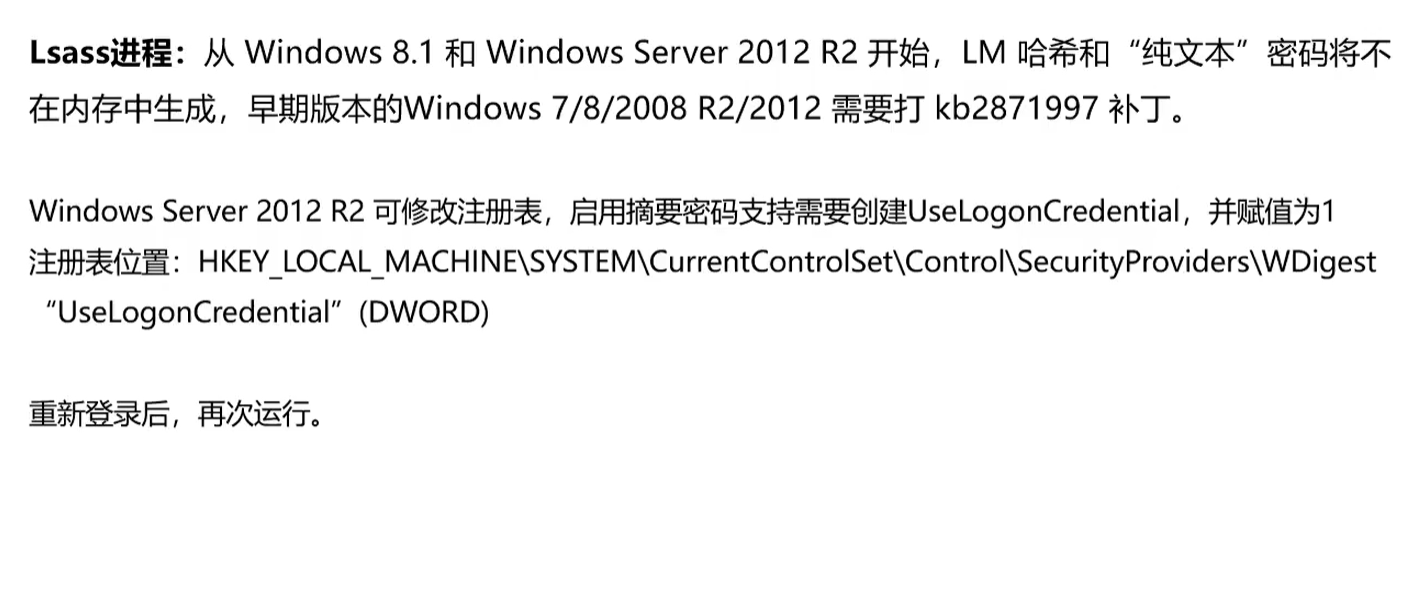 Lsass进程：从 Windows 8.1 和 Windows Server 2012 R2 开始，LM 哈希和“纯文本”密码将不
在内存中生成，早期版本的Windows 7/8/2008 R2/2012 需要打 kb2871997 补丁。
Windows Server 2012 R2 可修改注册表，启用摘要密码支持需要创建UseLogonCredential，并赋值为1
注册表位置：HKEY_LOCAL_MACHINE\SYSTEM\CurrentControlSet\Control\SecurityProviders\WDigest
“UseLogonCredential”(DWORD)
重新登录后，再次运行。